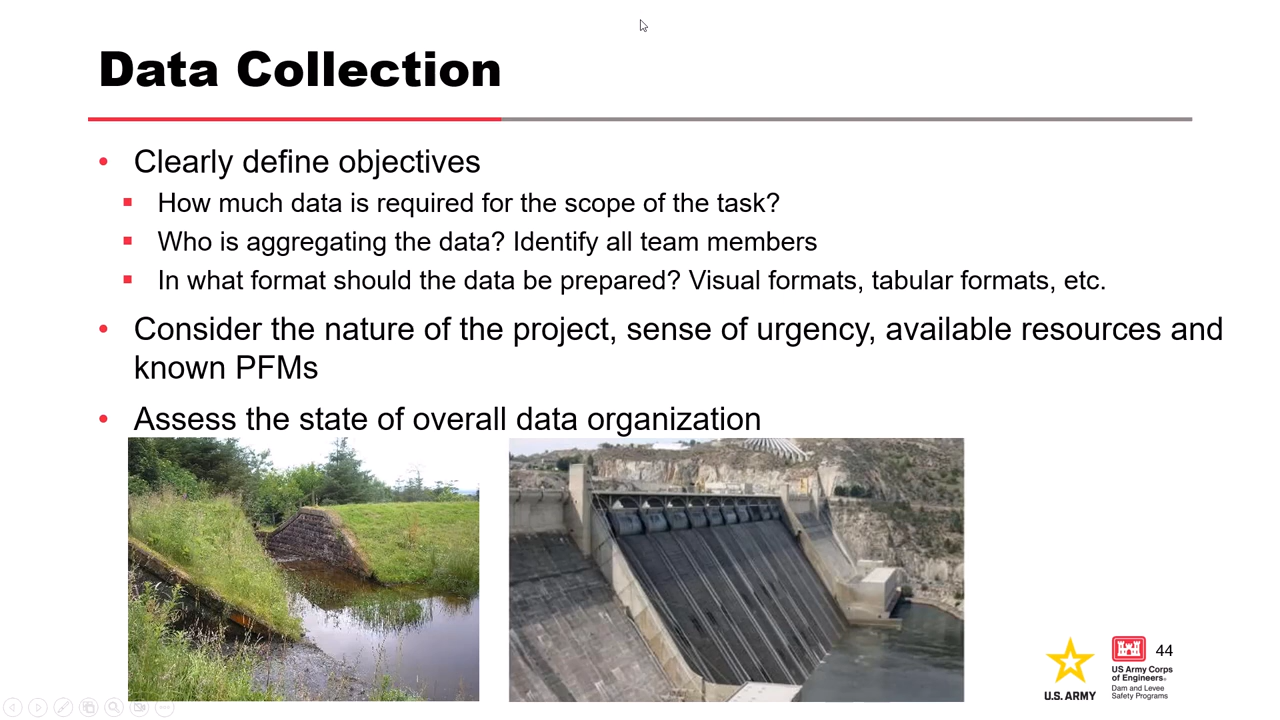 Data Collection
• Clearly define objectives
▪ How much data is required for the scope of the task?
▪ Who is aggregating the data? Identify all team members
▪ In what format should the data be prepared? Visual formats, tabular formats, etc.
• Consider the nature of the project, sense of urgency, available resources and
known PFMs
• Assess the state of overall data organization
44
U.S. ARMY
US Army Corps
of Engineers®
Dam and Levee
Safety Programs